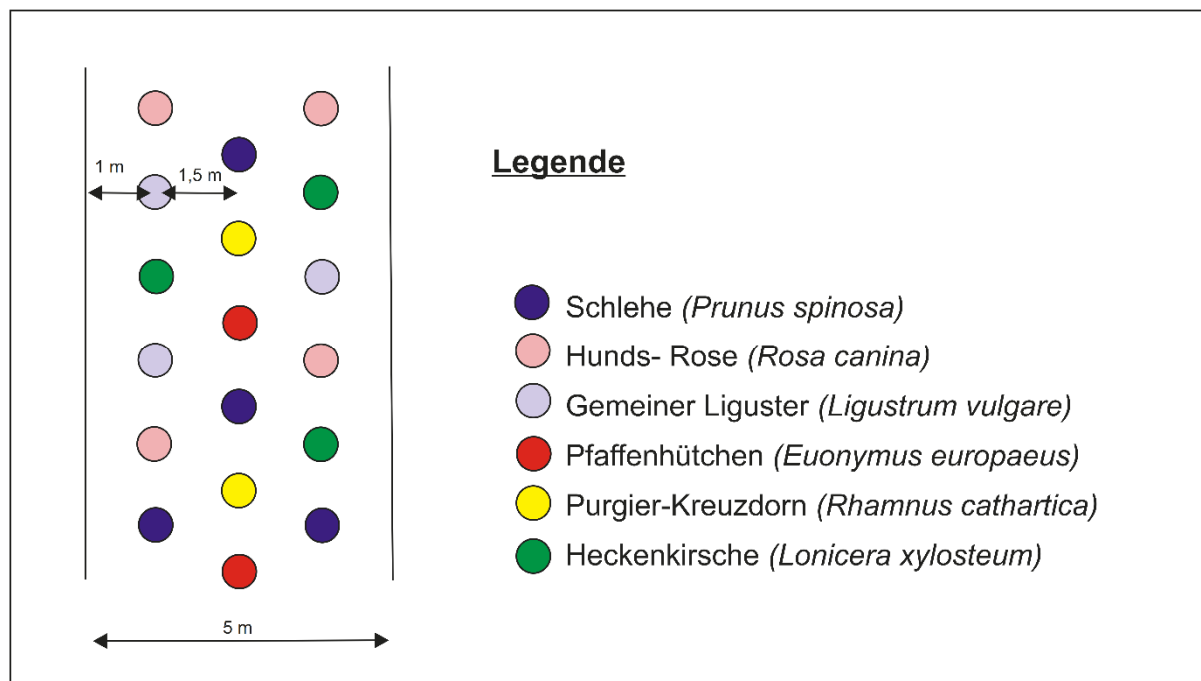 1 m
1,5 m
5 m
Legende
Schlehe (Prunus spinosa)
Hunds- Rose (Rosa canina)
Gemeiner Liguster (Ligustrum vulgare)
Pfaffenhütchen (Euonymus europaeus)
Purgier-Kreuzdorn (Rhamnus cathartica)
Heckenkirsche (Lonicera xylosteum)